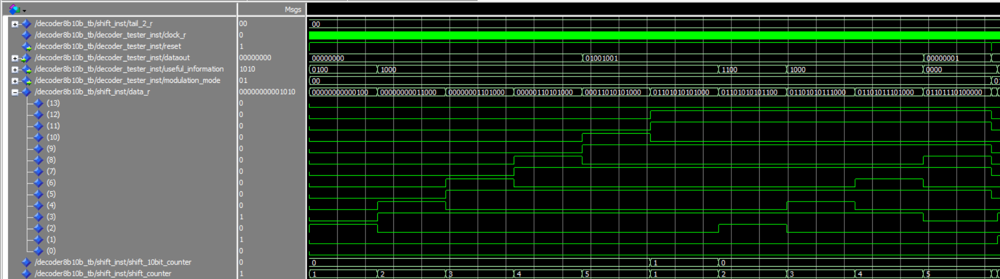 Msgs
/decoder8b10b_tb/shift_inst/tail_2_r 00 00
/decoder8b10b_tb/decoder_tester_inst/clock_r 0
/decoder8b10b_tb/decoder_tester_inst/reset 1
/decoder8b10b_tb/decoder_tester_inst/dataout 00000000 00000000 01001001 00000001
/decoder8b10b_tb/decoder_tester_inst/useful_information 1010 0100 1000 1100 1000 0000
/decoder8b10b_tb/decoder_tester_inst/modulation_mode 01 00 01
/decoder8b10b_tb/shift_inst/data_r 00000000001010 00000000000100 00000000011000 00000001101000 00000110101000 00011010101000 01101010101000 01101010101100 01101010111000 01101011101000 01101110100000
(13) 0
(12) 0
(11) 0
(10) 0
(9) 0
(8) 0
(7) 0
(6) 0
(5) 0
(4) 0
(3) 1
(2) 0
(1) 1
(0) 0
/decoder8b10b_tb/shift_inst/shift_10bit_counter 0 0 1 0
/decoder8b10b_tb/shift_inst/shift_counter 1 1 2 3 4 5 1 2 3 4 5